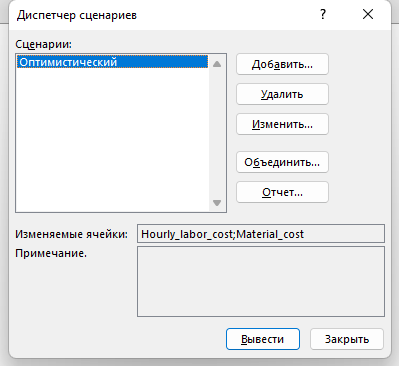 Диспетчер сценариев
?
Сценарии:
Оптимистический
Добавить...
Удалить
Изменить...
Объединить...
Отчет...
Изменяемые ячейки:
Hourly_labor_cost;Material_cost
Примечание.
Вывести
Закрыть